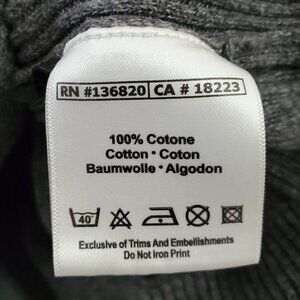 RN #136820 CA # 18223
100% Cotone
Cotton • Coton
Baumwolle • Algodon
40°
Exclusive of Trims And Embellishments
Do Not Iron Print